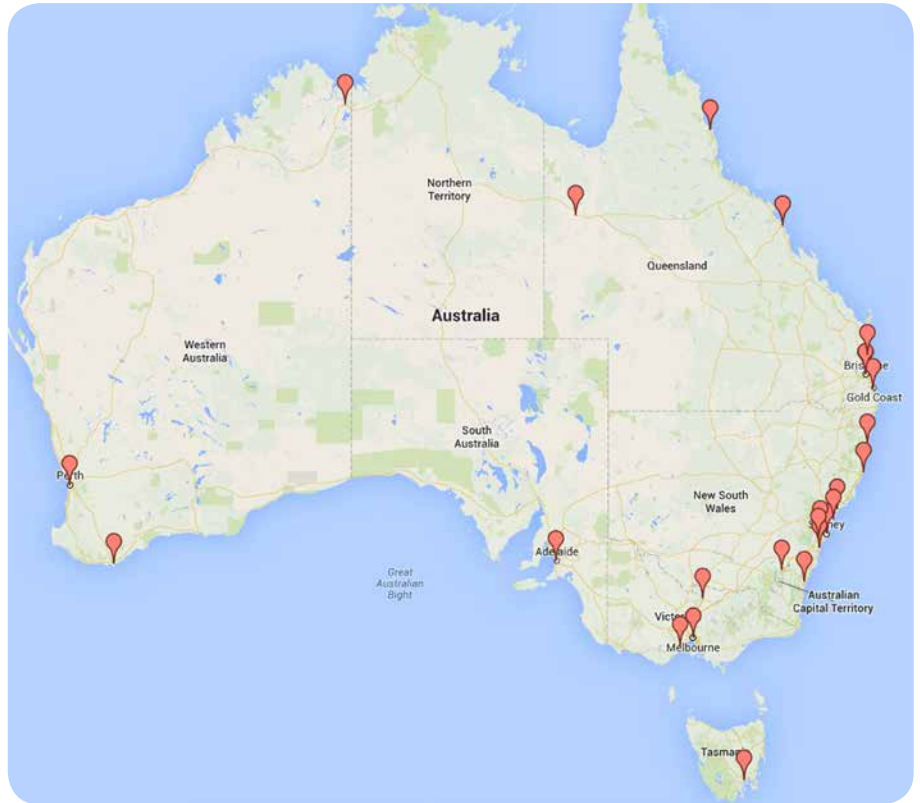 Northern
Territory
Queensland
Australia
Western
Australia
South
Australia
Gold Coast
Perth
New South
Wales
Adelaide
Great
Australian
Bight
Australian
Capital Territory
Melbourne